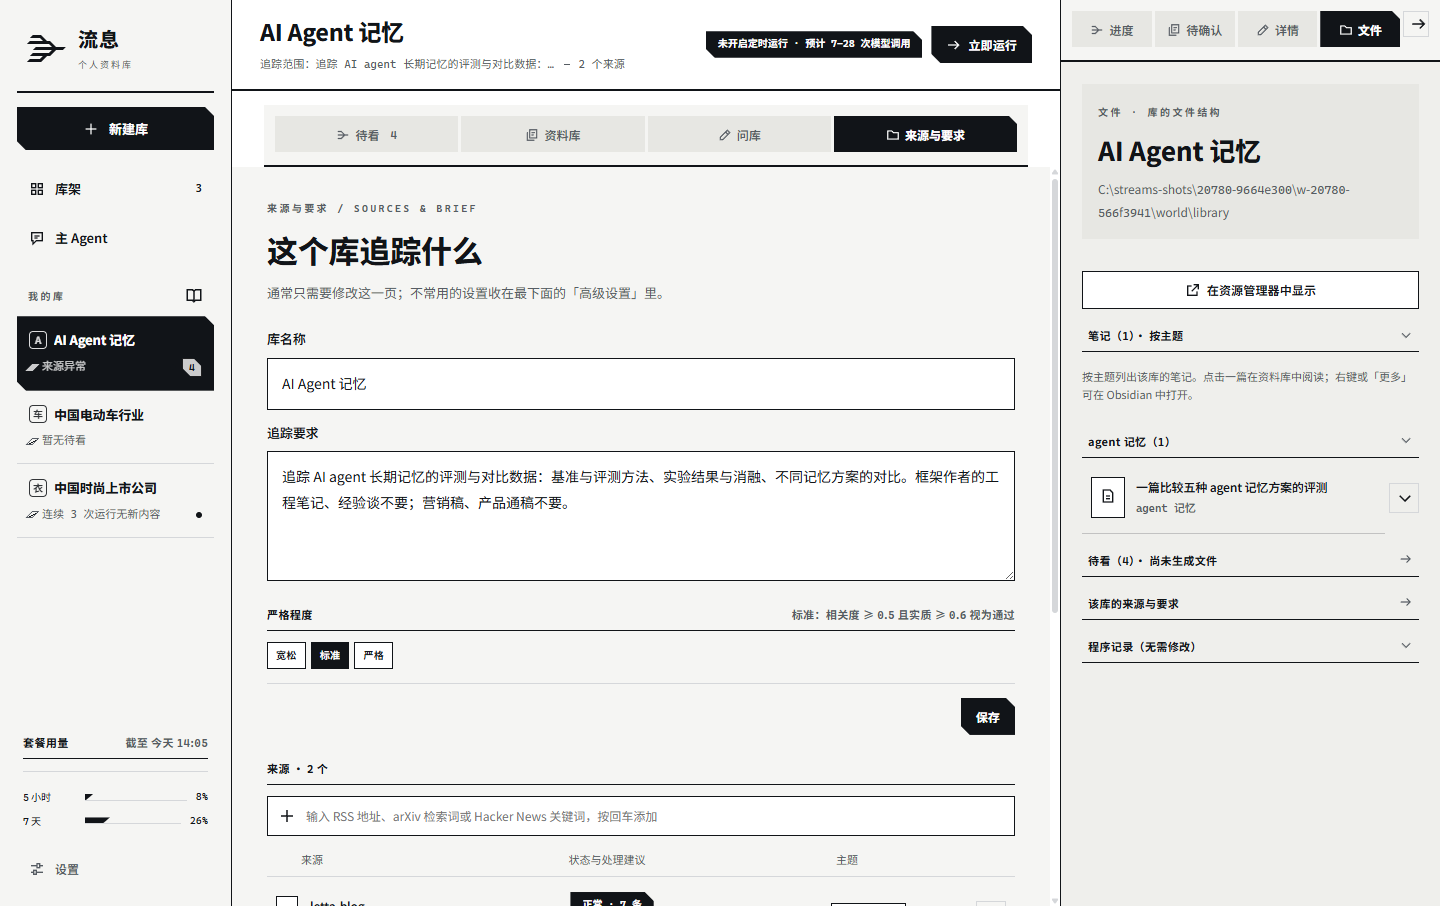 流息
个人资料库
新建库
库架 3
主 Agent
我的库
A AI Agent 记忆
来源异常 4
车 中国电动车行业
暂无待看
衣 中国时尚上市公司
连续 3 次运行无新内容
套餐用量 截至 今天 14:05
5 小时 8%
7 天 26%
设置
AI Agent 记忆
追踪范围：追踪 AI agent 长期记忆的评测与对比数据：… — 2 个来源
未开启定时运行 · 预计 7–28 次模型调用
立即运行
待看 4
资料库
问库
来源与要求
来源与要求 / SOURCES & BRIEF
这个库追踪什么
通常只需要修改这一页；不常用的设置收在最下面的「高级设置」里。
库名称
AI Agent 记忆
追踪要求
追踪 AI agent 长期记忆的评测与对比数据：基准与评测方法、实验结果与消融、不同记忆方案的对比。框架作者的工
程笔记、经验谈不要；营销稿、产品通稿不要。
严格程度 标准：相关度 ≥ 0.5 且实质 ≥ 0.6 视为通过
宽松 标准 严格
保存
来源 · 2 个
输入 RSS 地址、arXiv 检索词或 Hacker News 关键词，按回车添加
来源 状态与处理建议 主题
letta-blog 正常 · 7 条
进度 待确认 详情 文件
文件 · 库的文件结构
AI Agent 记忆
C:\streams-shots\20780-9664e300\w-20780-
566f3941\world\library
在资源管理器中显示
笔记（1）· 按主题
按主题列出该库的笔记。点击一篇在资料库中阅读；右键或「更多」
可在 Obsidian 中打开。
agent 记忆（1）
一篇比较五种 agent 记忆方案的评测
agent 记忆
待看（4）· 尚未生成文件
该库的来源与要求
程序记录（无需修改）